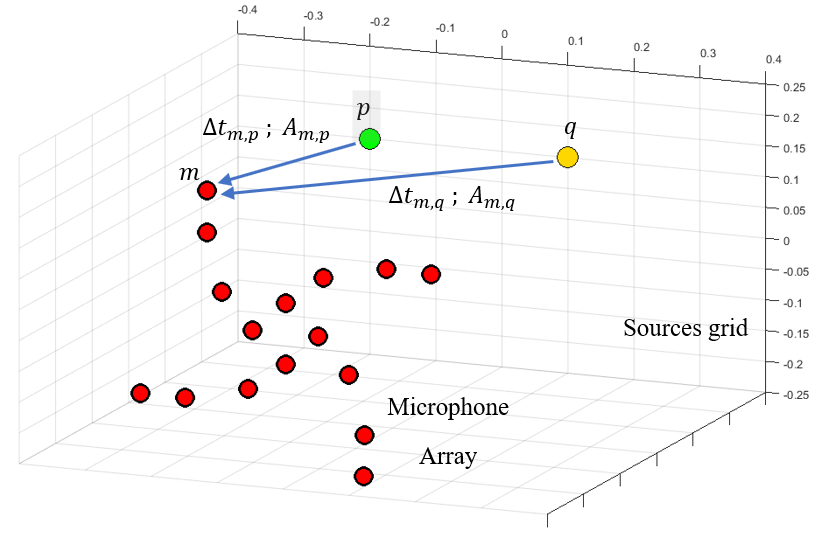 -0.4
-0.3
-0.2
-0.1
0
0.1
0.2
0.3
0.4
0.25
0.2
0.15
0.1
0.05
0
-0.05
-0.1
-0.15
-0.2
-0.25
p
q
Δt_{m,p} ; A_{m,p}
m
Δt_{m,q} ; A_{m,q}
Sources grid
Microphone
Array